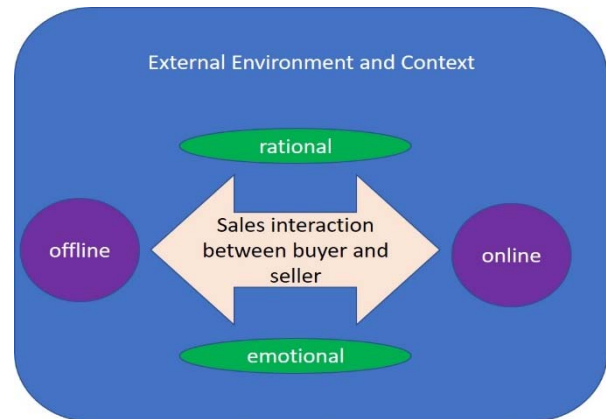 External Environment and Context
rational
offline
Sales interaction
between buyer and
seller
online
emotional